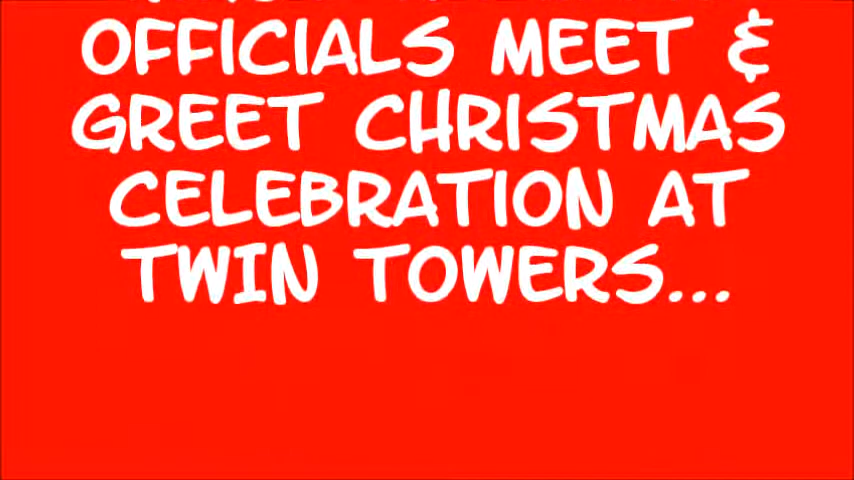 OFFICIALS MEET &
GREET CHRISTMAS
CELEBRATION AT
TWIN TOWERS...